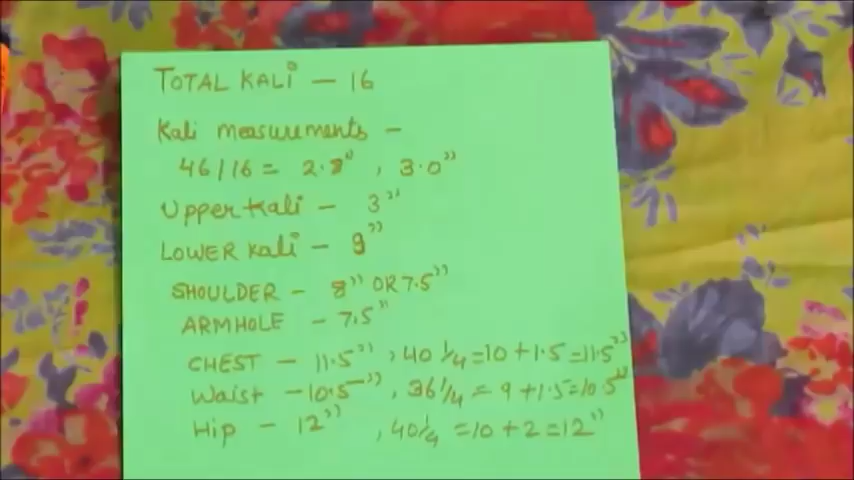 TOTAL KALI - 16
Kali measurments -
46/16 = 2.8" , 3.0"
Upper Kali - 3"
LOWER Kali - 9"
SHOULDER - 8" OR 7.5"
ARMHOLE - 7.5"
CHEST - 11.5" , 40 1/4 = 10 + 1.5 = 11.5"
Waist - 10.5" , 36 1/4 = 9 + 1.5 = 10.5"
Hip - 12" , 40 1/4 = 10 + 2 = 12"